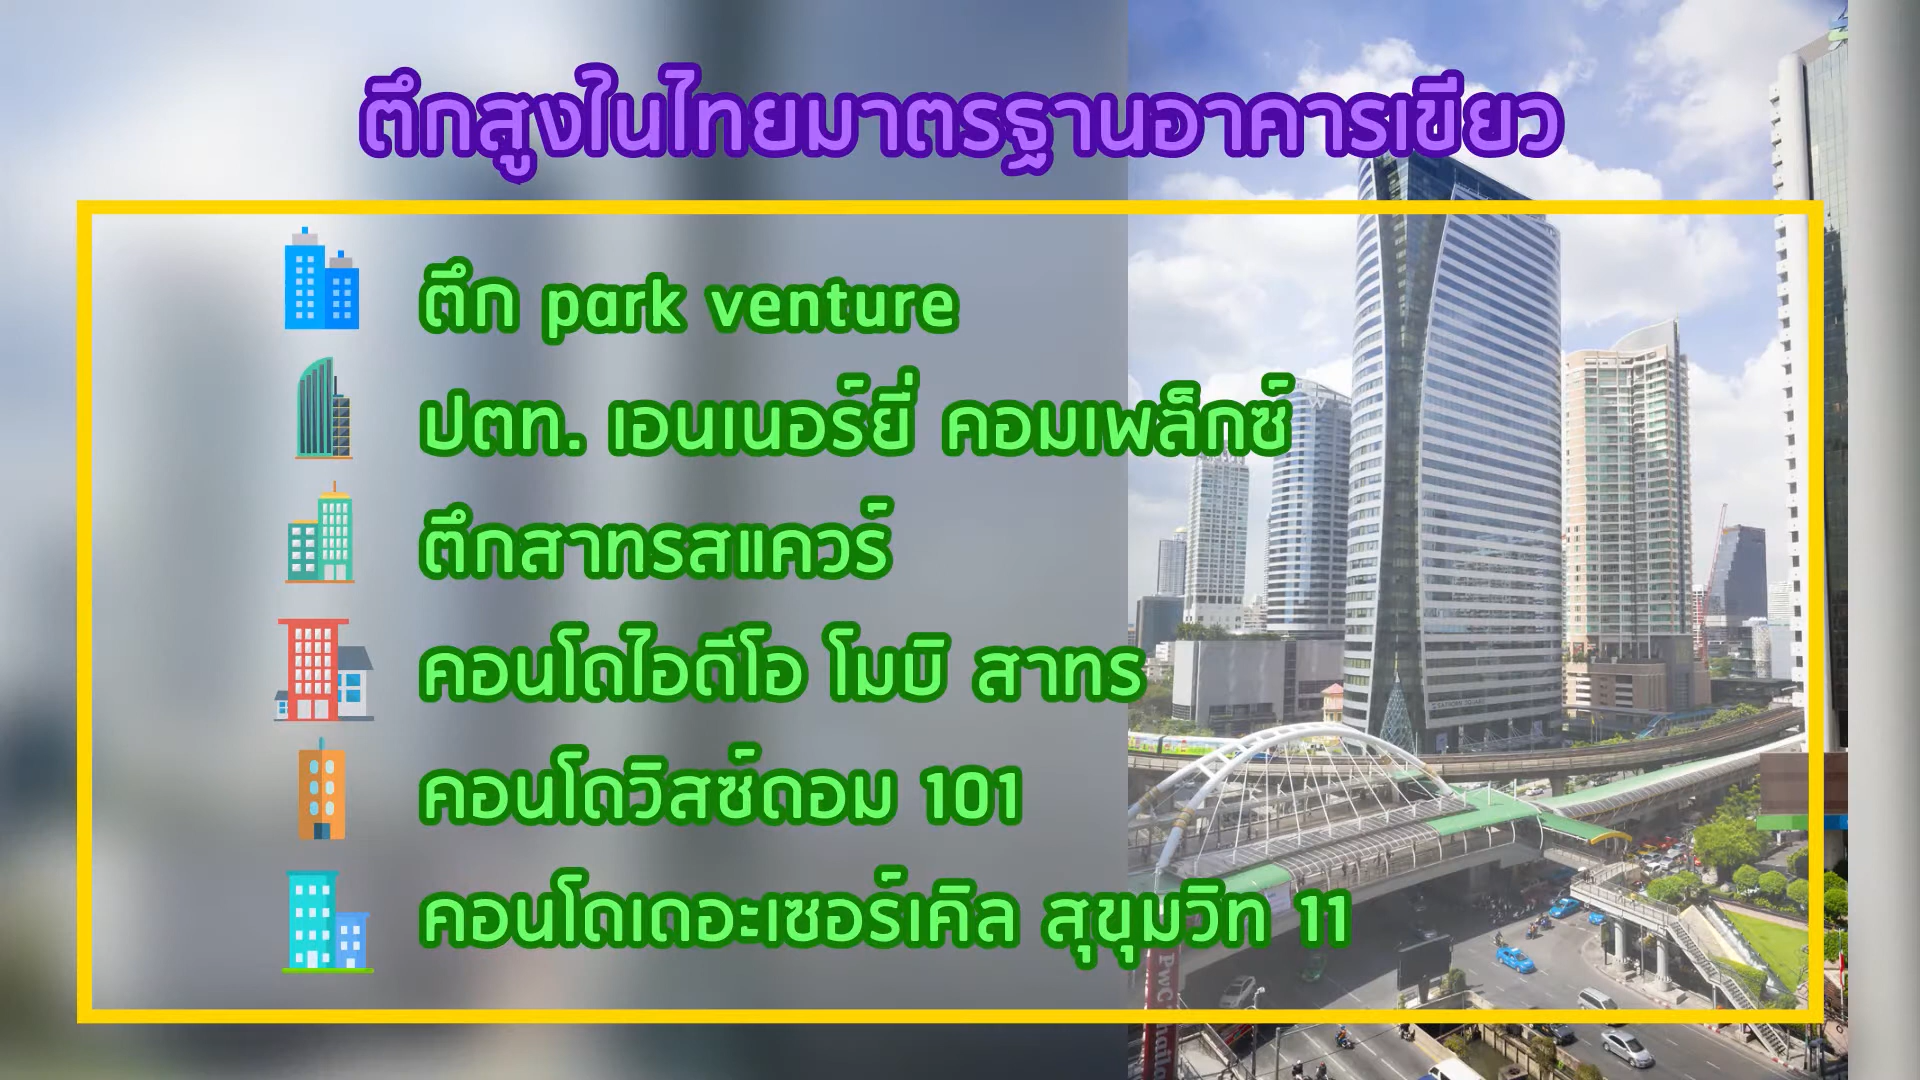 ตึกสูงในไทยมาตรฐานอาคารเขียว
ตึก park venture
ปตท. เอนเนอร์ยี่ คอมเพล็กซ์
ตึกสาทรสแควร์
คอนโดไอดีโอ โมบิ สาทร
คอนโดวิสซ์ดอม 101
คอนโดเดอะเซอร์เคิล สุขุมวิท 11
SATHORN SQUARE
PwC Thaila